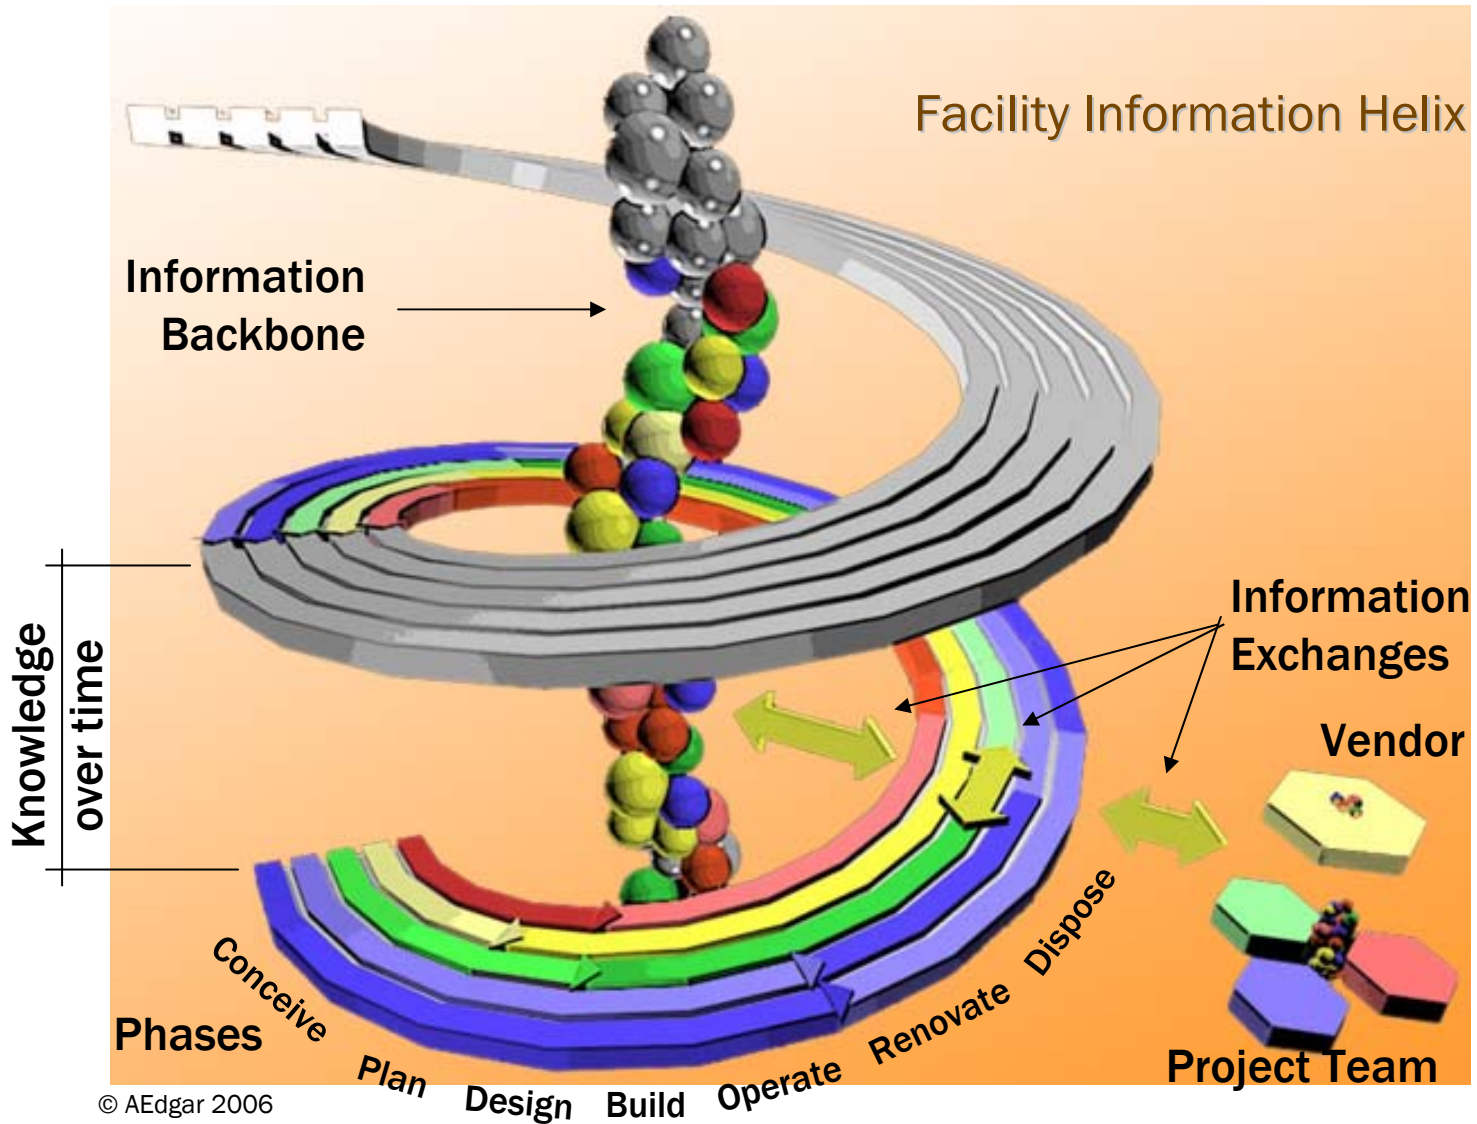 Facility Information Helix
Information
Backbone
Knowledge
over time
Information
Exchanges
Vendor
Project Team
Phases
Conceive
Plan
Design
Build
Operate
Renovate
Dispose
© AEdgar 2006